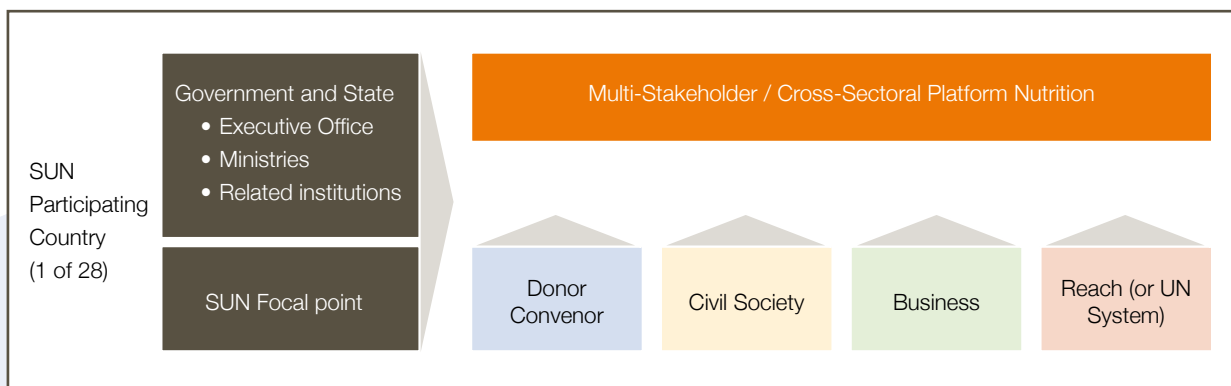 SUN
Participating
Country
(1 of 28)
Government and State
• Executive Office
• Ministries
• Related institutions
SUN Focal point
Multi-Stakeholder / Cross-Sectoral Platform Nutrition
Donor
Convenor
Civil Society
Business
Reach (or UN
System)